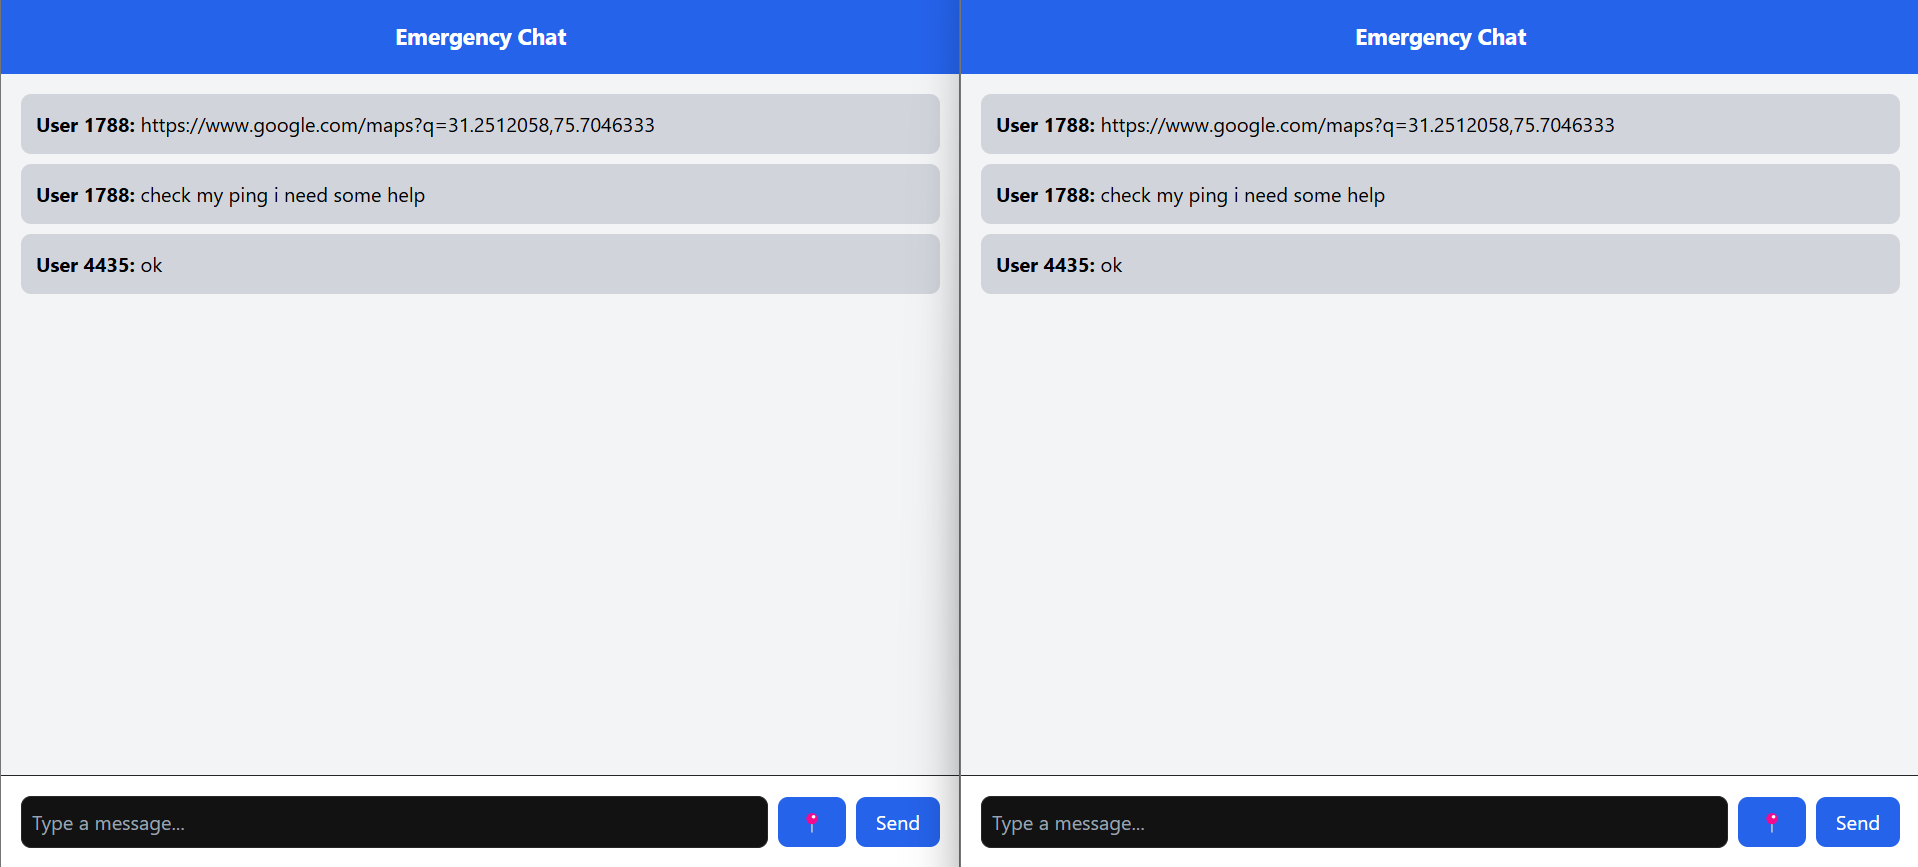 Emergency Chat
User 1788: https://www.google.com/maps?q=31.2512058,75.7046333
User 1788: check my ping i need some help
User 4435: ok
Type a message...
Send
Emergency Chat
User 1788: https://www.google.com/maps?q=31.2512058,75.7046333
User 1788: check my ping i need some help
User 4435: ok
Type a message...
Send